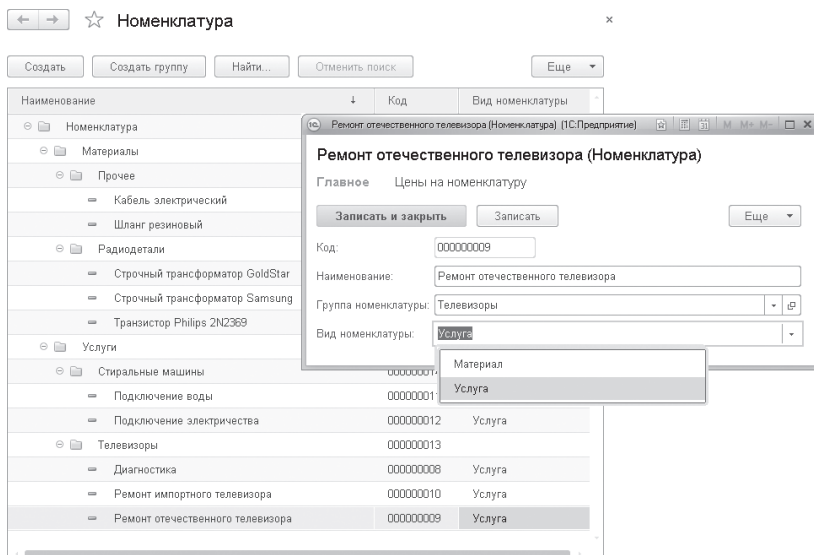 Номенклатура
Создать Создать группу Найти... Отменить поиск Еще
Наименование Код Вид номенклатуры
Номенклатура
Материалы
Прочее
Кабель электрический
Шланг резиновый
Радиодетали
Строчный трансформатор GoldStar
Строчный трансформатор Samsung
Транзистор Philips 2N2369
Услуги
Стиральные машины
Подключение воды
Подключение электричества 000000012 Услуга
Телевизоры 000000013
Диагностика 000000008 Услуга
Ремонт импортного телевизора 000000010 Услуга
Ремонт отечественного телевизора 000000009 Услуга
Ремонт отечественного телевизора (Номенклатура) (1С:Предприятие) M M+ M-
Ремонт отечественного телевизора (Номенклатура)
Главное Цены на номенклатуру
Записать и закрыть Записать Еще
Код: 000000009
Наименование: Ремонт отечественного телевизора
Группа номенклатуры: Телевизоры
Вид номенклатуры: Услуга
Материал
Услуга